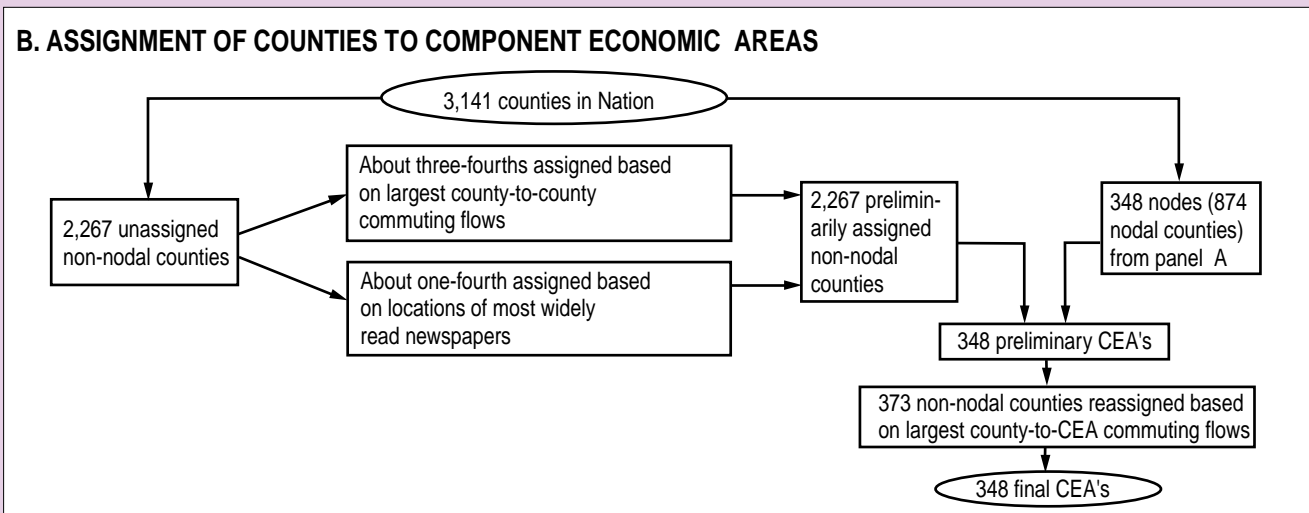 B. ASSIGNMENT OF COUNTIES TO COMPONENT ECONOMIC AREAS
3,141 counties in Nation
2,267 unassigned
non-nodal counties
About three-fourths assigned based
on largest county-to-county
commuting flows
About one-fourth assigned based
on locations of most widely
read newspapers
2,267 prelimin-
arily assigned
non-nodal
counties
348 nodes (874
nodal counties)
from panel A
348 preliminary CEA's
373 non-nodal counties reassigned based
on largest county-to-CEA commuting flows
348 final CEA's